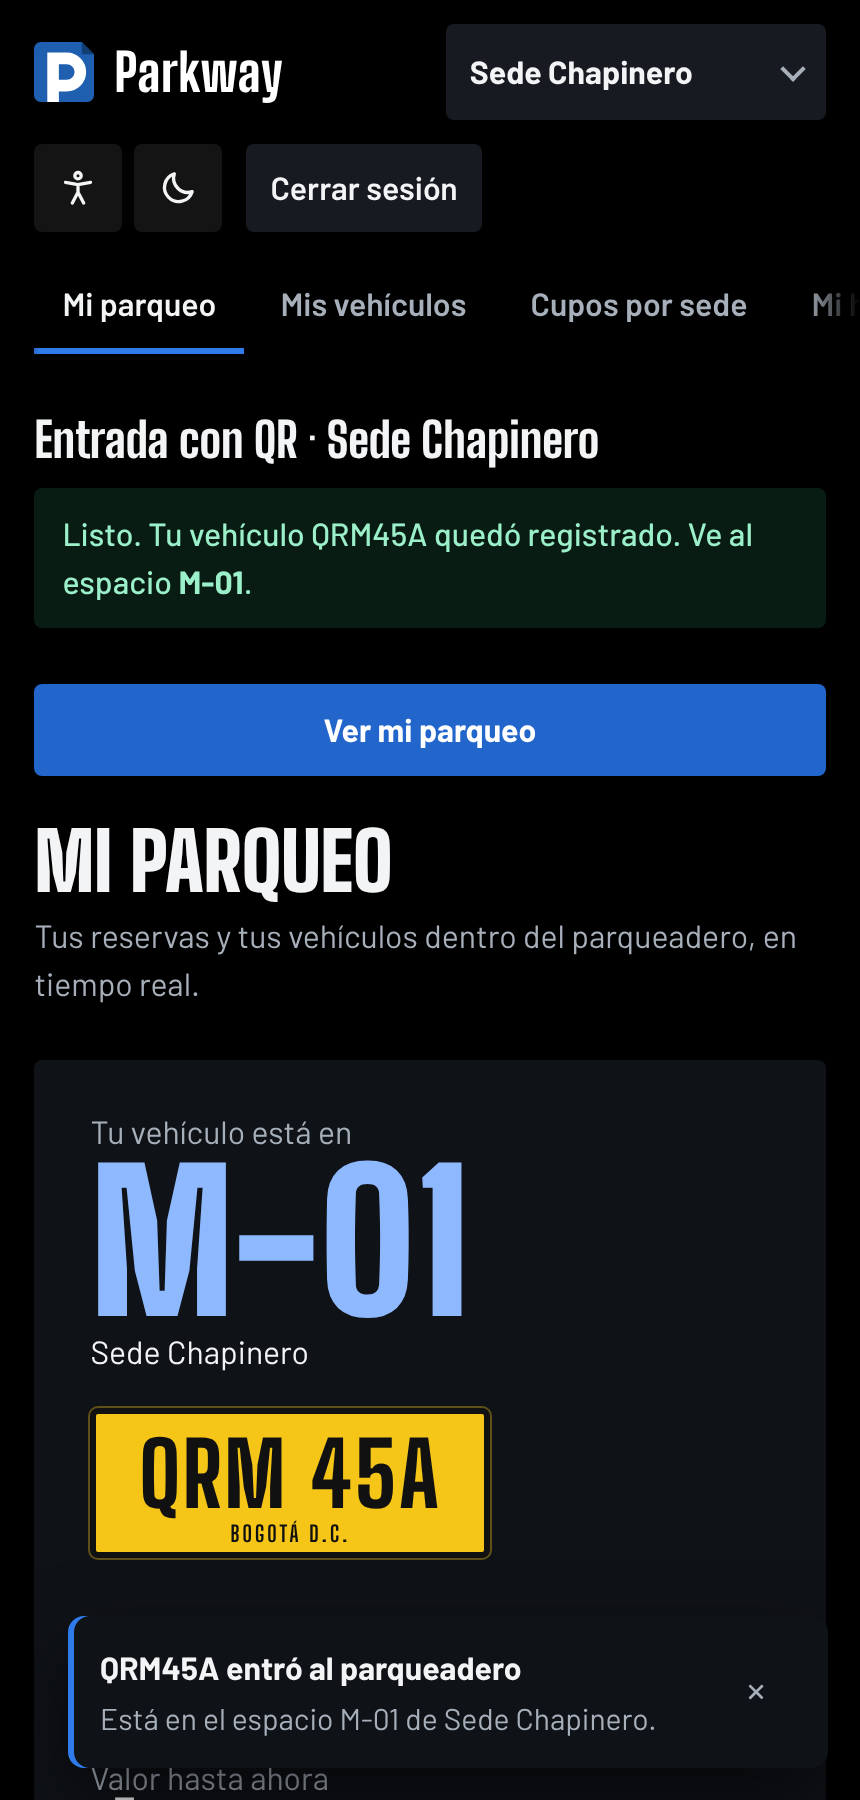 Parkway
Sede Chapinero
Cerrar sesión
Mi parqueo
Mis vehículos
Cupos por sede
Mi
Entrada con QR · Sede Chapinero
Listo. Tu vehículo QRM45A quedó registrado. Ve al
espacio M-01.
Ver mi parqueo
MI PARQUEO
Tus reservas y tus vehículos dentro del parqueadero, en
tiempo real.
Tu vehículo está en
M-01
Sede Chapinero
QRM 45A
BOGOTÁ D.C.
QRM45A entró al parqueadero
Está en el espacio M-01 de Sede Chapinero.
Valor hasta ahora